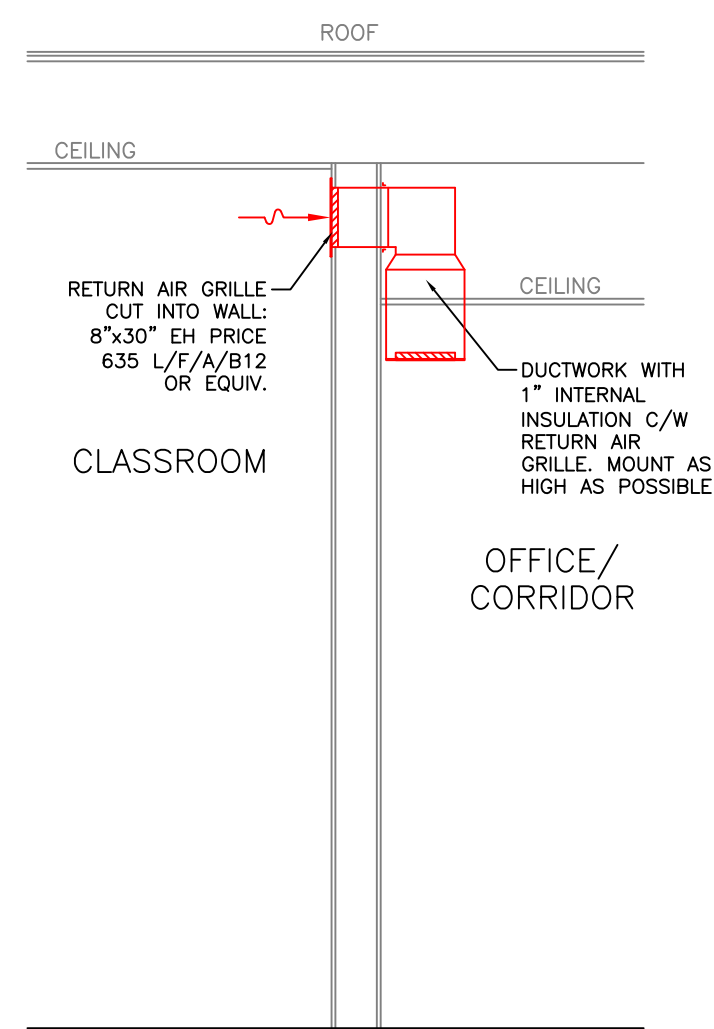 ROOF
CEILING
RETURN AIR GRILLE
CUT INTO WALL:
8"x30" EH PRICE
635 L/F/A/B12
OR EQUIV.
CEILING
DUCTWORK WITH
1" INTERNAL
INSULATION C/W
RETURN AIR
GRILLE. MOUNT AS
HIGH AS POSSIBLE
CLASSROOM
OFFICE/
CORRIDOR